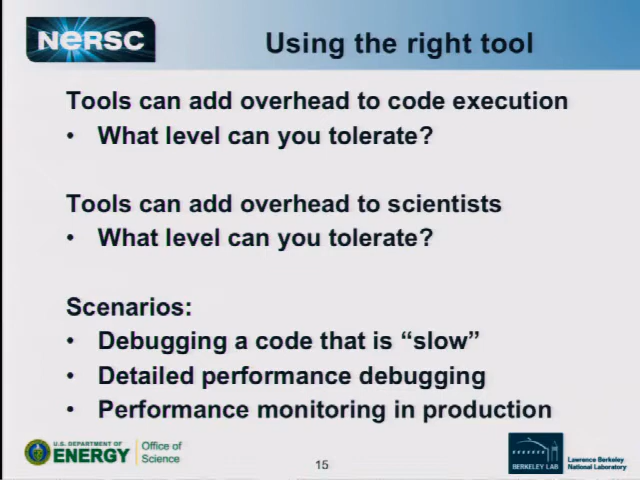 NERSC
Using the right tool
Tools can add overhead to code execution
• What level can you tolerate?
Tools can add overhead to scientists
• What level can you tolerate?
Scenarios:
• Debugging a code that is “slow”
• Detailed performance debugging
• Performance monitoring in production
U.S. DEPARTMENT OF
ENERGY
Office of
Science
15
BERKELEY LAB
Lawrence Berkeley
National Laboratory